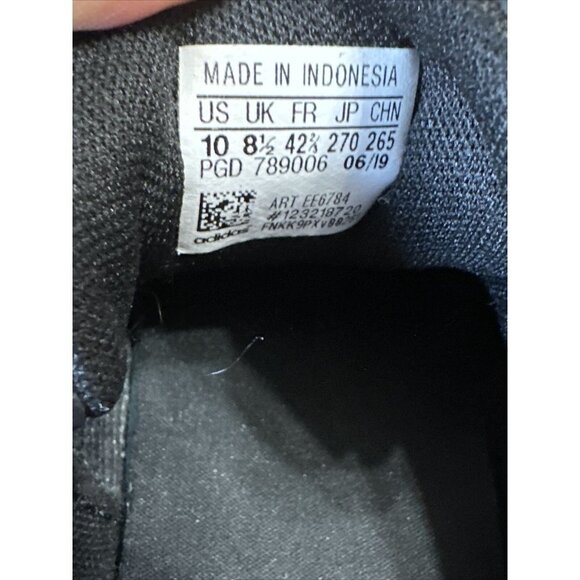 MADE IN INDONESIA
US UK FR JP CHN
10 8½ 42⅔ 270 265
PGD 789006 06/19
ART EE6784
adidas